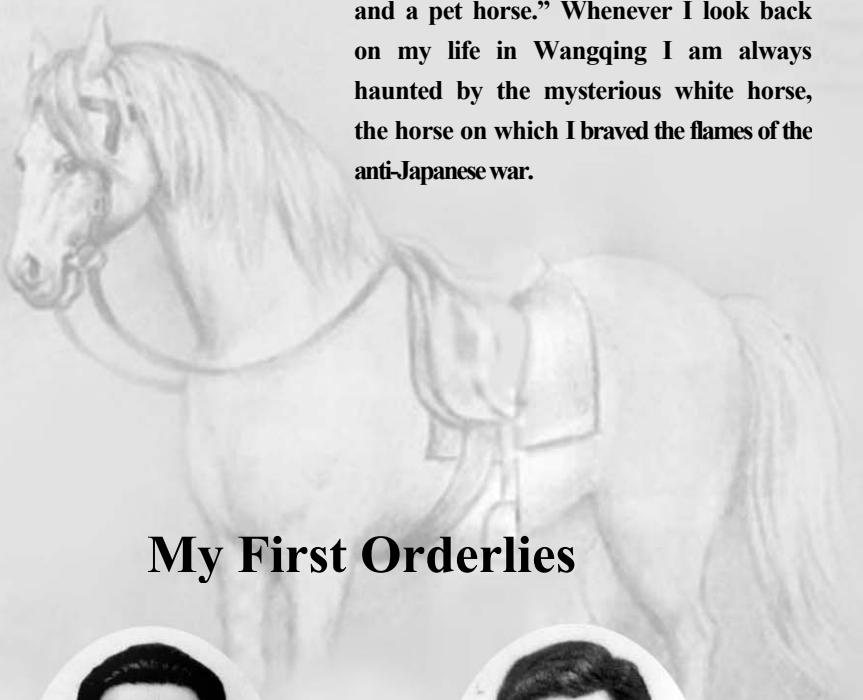 and a pet horse.” Whenever I look back
on my life in Wangqing I am always
haunted by the mysterious white horse,
the horse on which I braved the flames of the
anti-Japanese war.
My First Orderlies